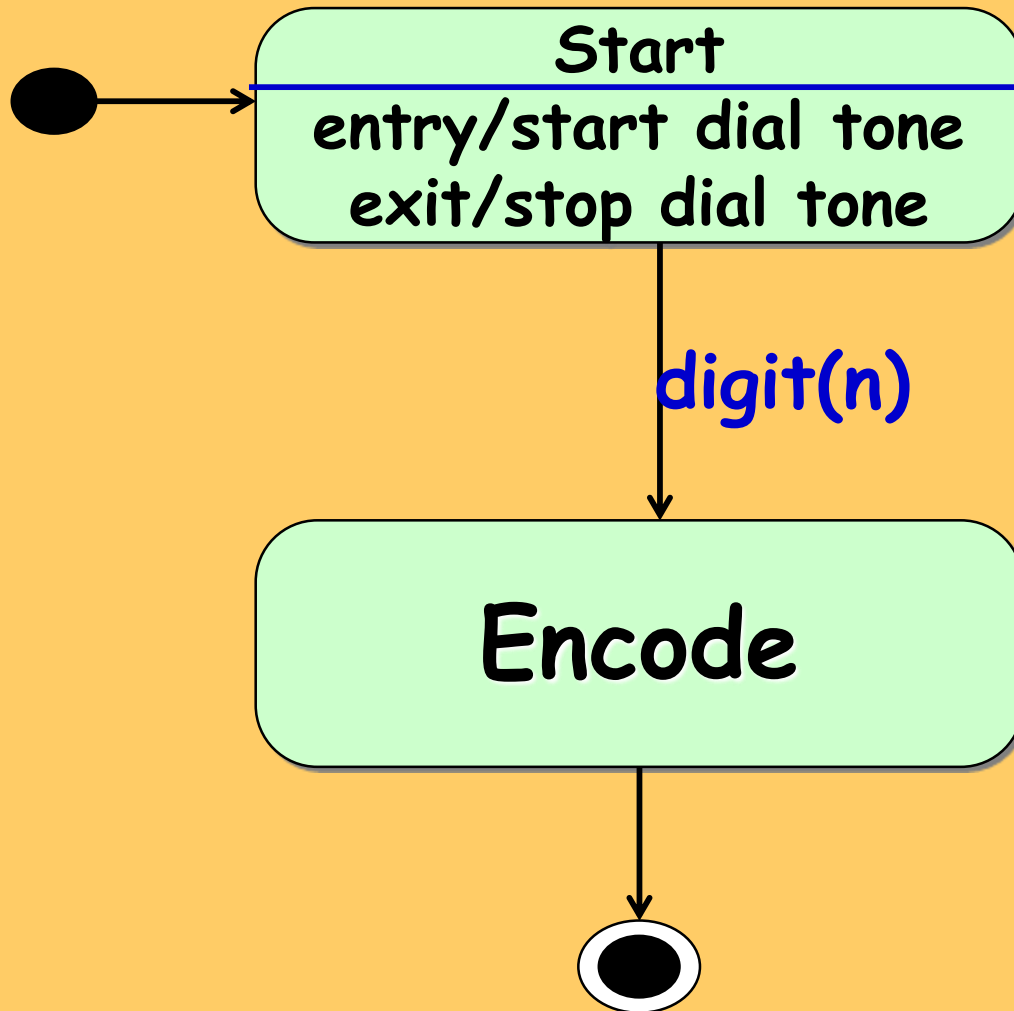 Start
entry/start dial tone
exit/stop dial tone
digit(n)
Encode